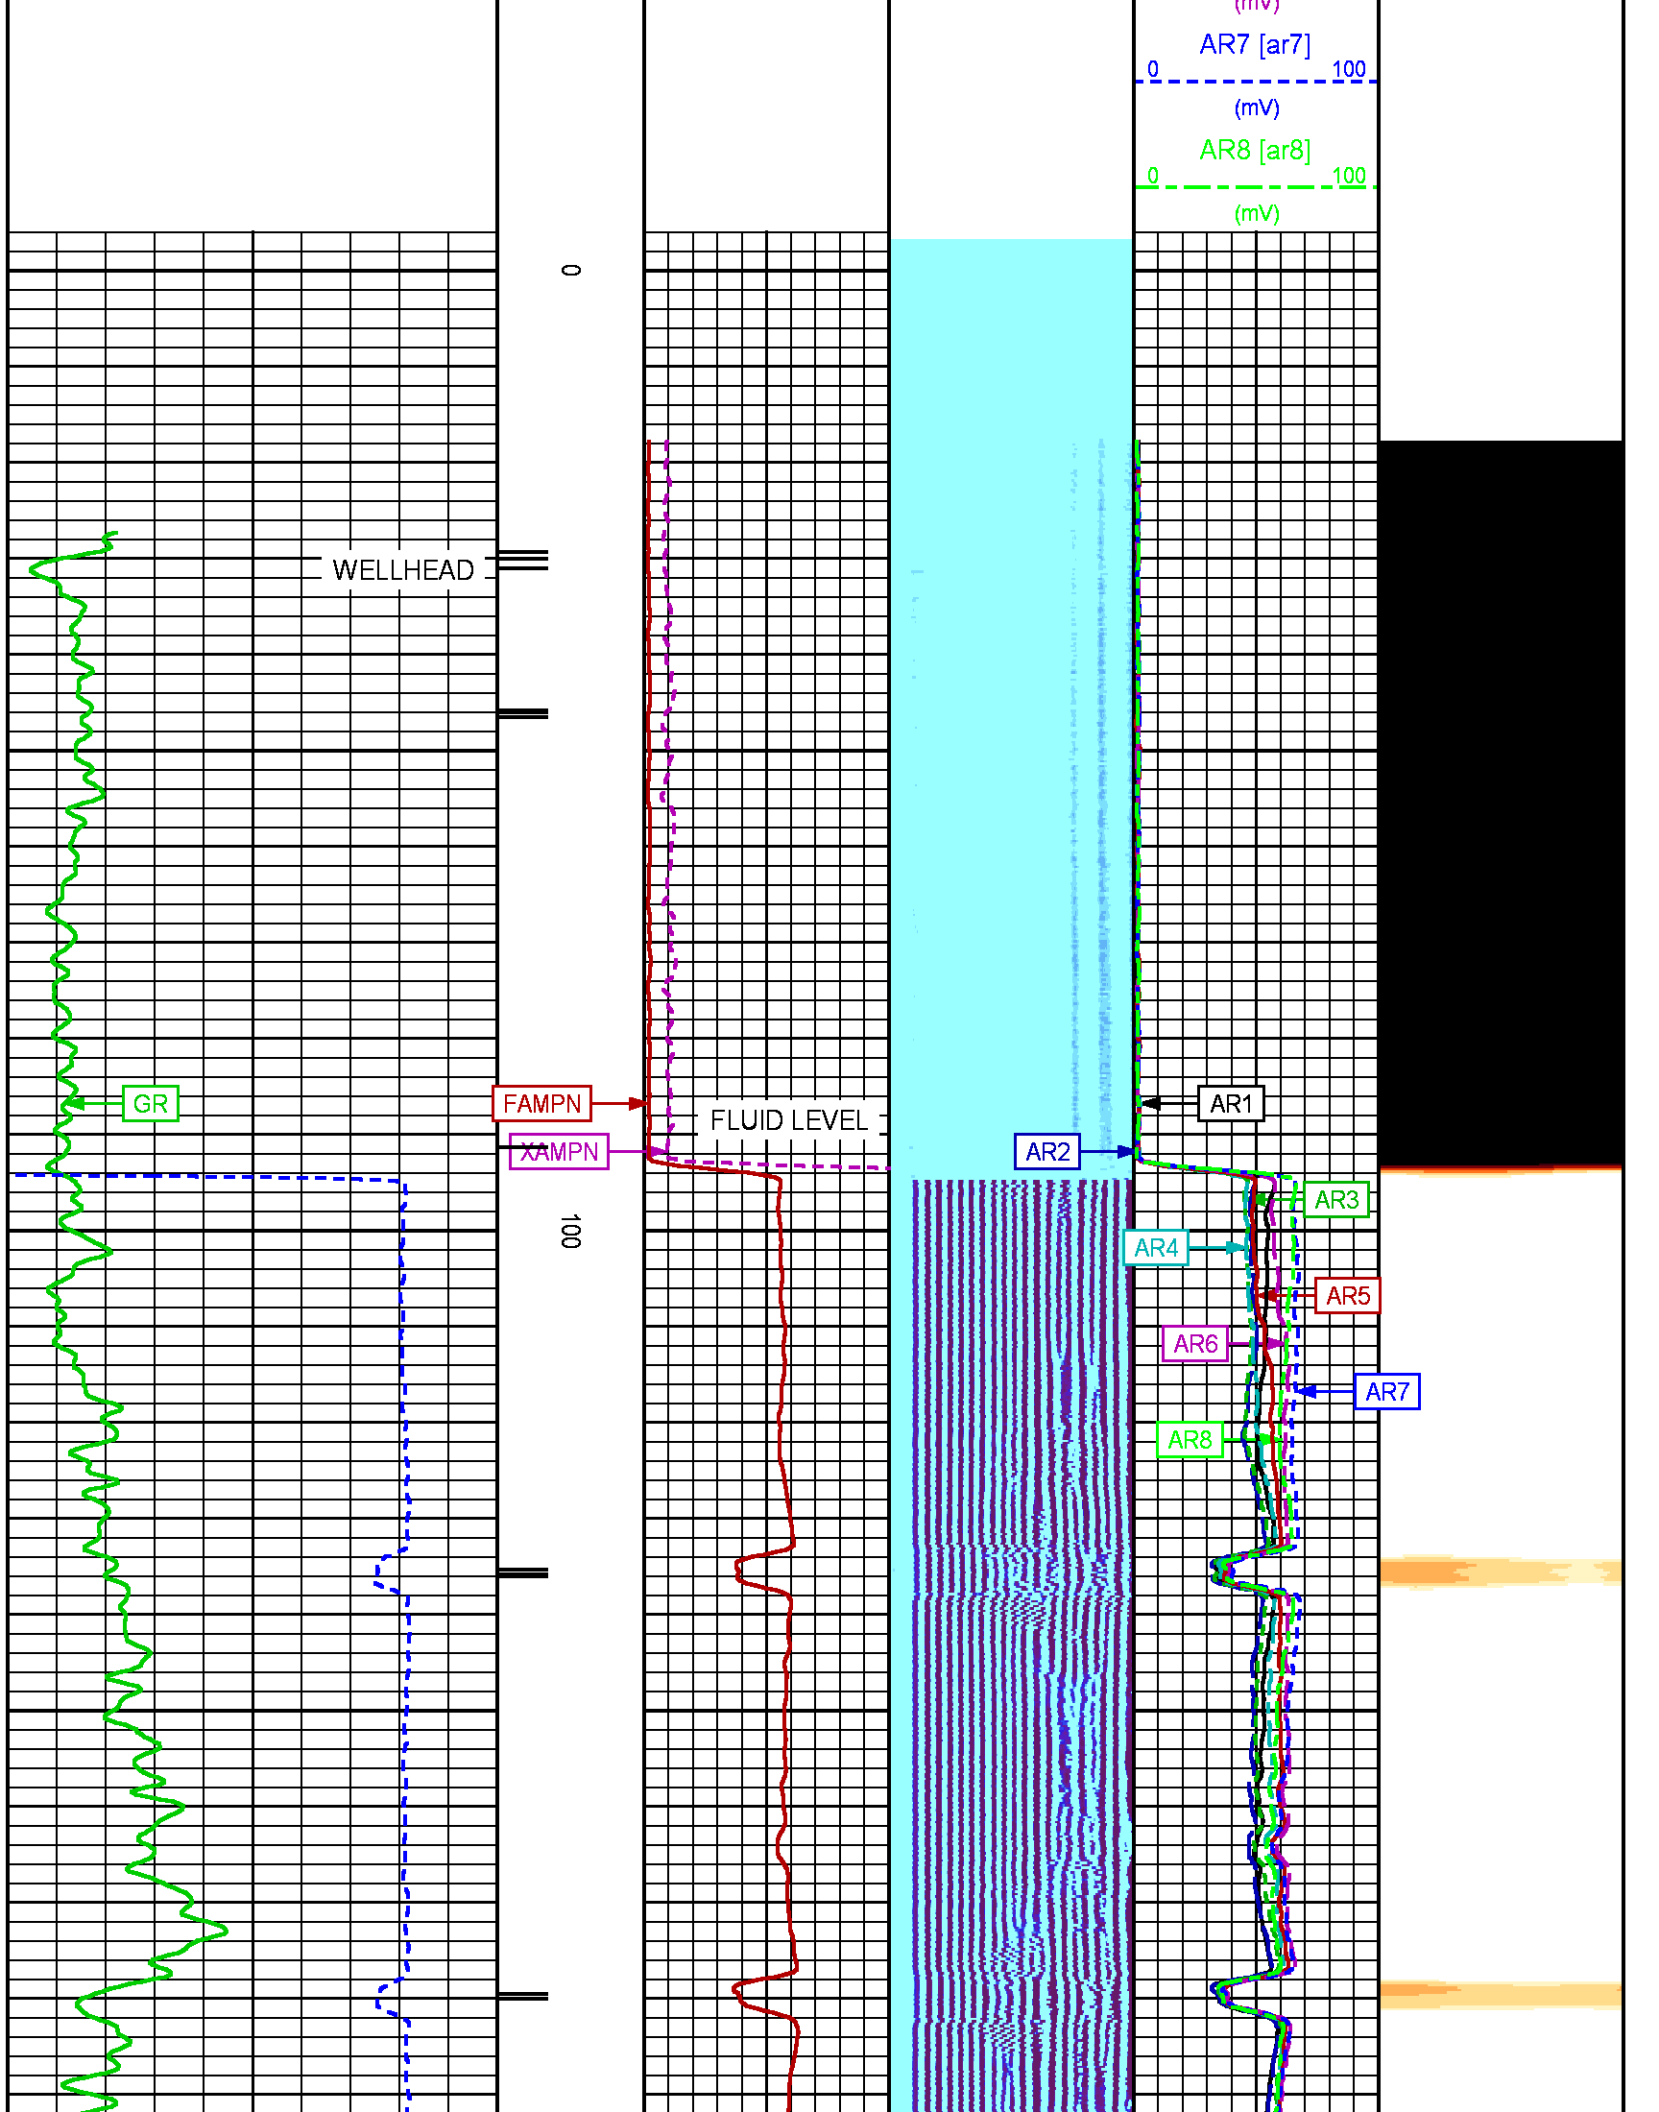 (mV)
AR7 [ar7]
0 100
(mV)
AR8 [ar8]
0 100
(mV)
0
WELLHEAD
GR
FAMPN
FLUID LEVEL
AR1
XAMPN
AR2
AR3
100
AR4
AR5
AR6
AR7
AR8